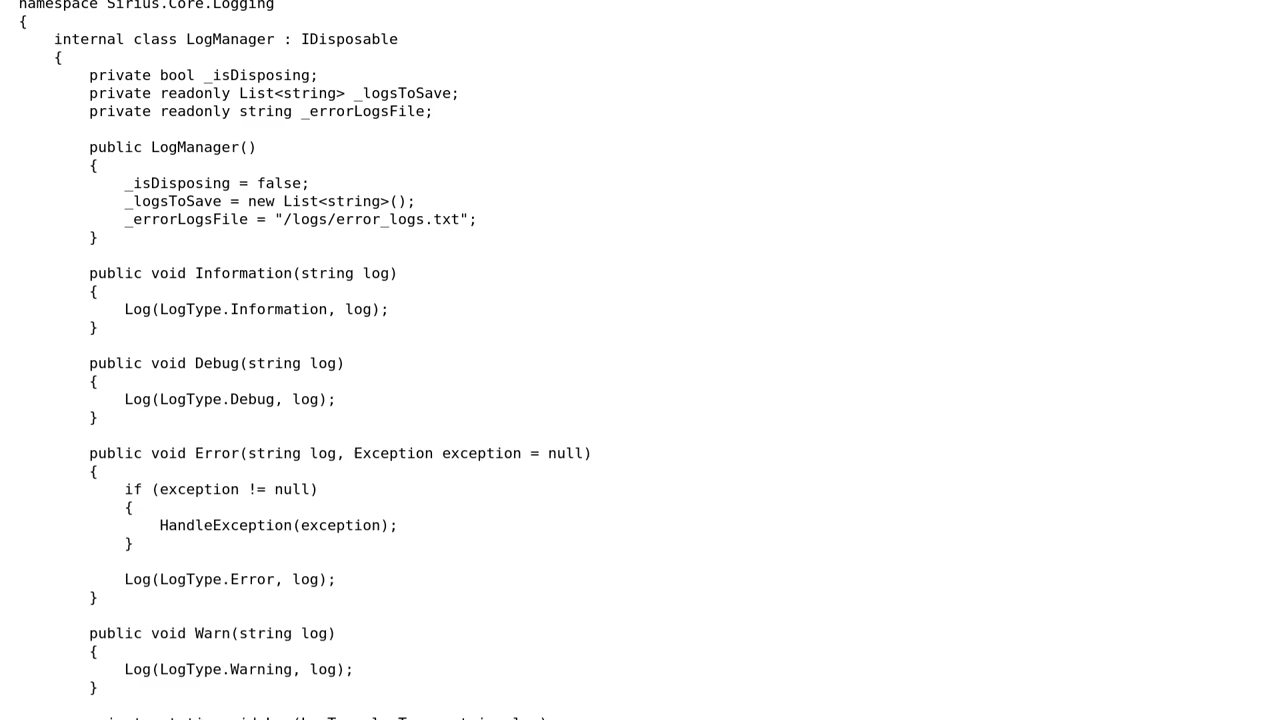 namespace Sirius.Core.Logging
{
    internal class LogManager : IDisposable
    {
        private bool _isDisposing;
        private readonly List<string> _logsToSave;
        private readonly string _errorLogsFile;

        public LogManager()
        {
            _isDisposing = false;
            _logsToSave = new List<string>();
            _errorLogsFile = "/logs/error_logs.txt";
        }

        public void Information(string log)
        {
            Log(LogType.Information, log);
        }

        public void Debug(string log)
        {
            Log(LogType.Debug, log);
        }

        public void Error(string log, Exception exception = null)
        {
            if (exception != null)
            {
                HandleException(exception);
            }

            Log(LogType.Error, log);
        }

        public void Warn(string log)
        {
            Log(LogType.Warning, log);
        }